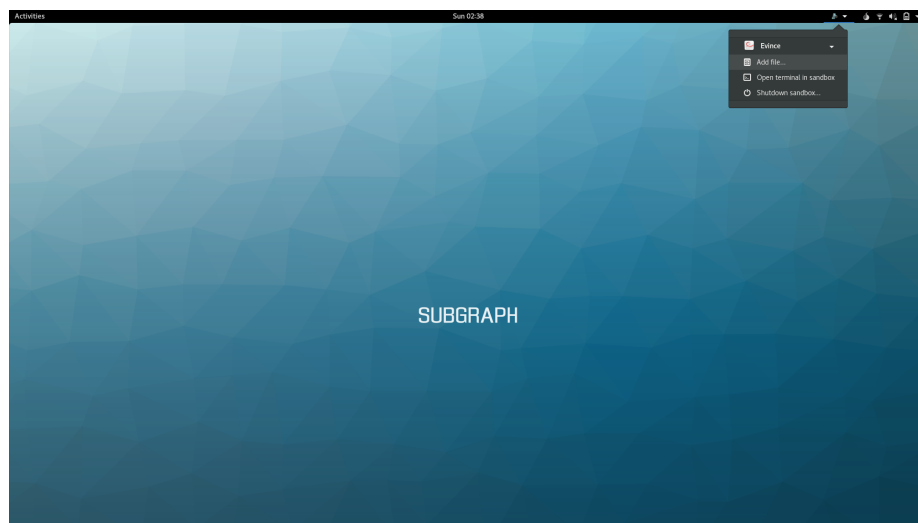 Activities
Sun 02:38
Evince
Add file...
Open terminal in sandbox
Shutdown sandbox...
SUBGRAPH